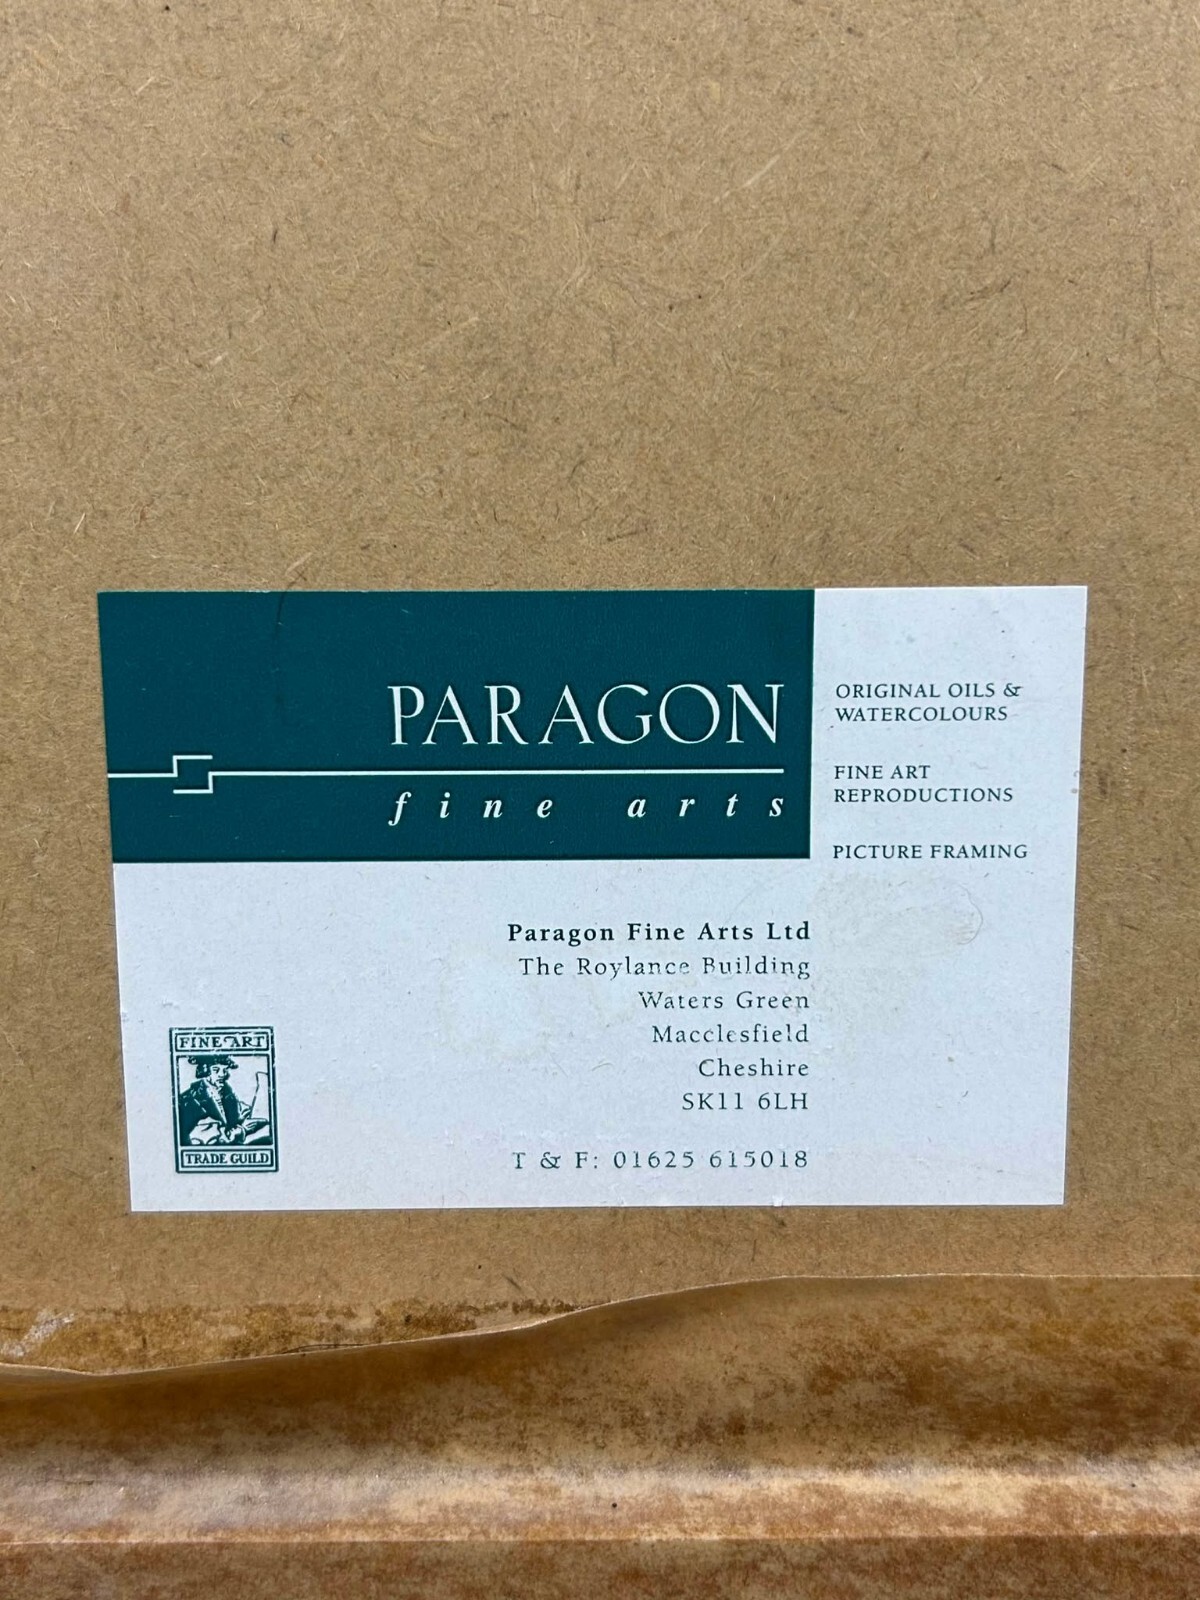 PARAGON
fine arts
ORIGINAL OILS &
WATERCOLOURS
FINE ART
REPRODUCTIONS
PICTURE FRAMING
Paragon Fine Arts Ltd
The Roylance Building
Waters Green
Macclesfield
Cheshire
SK11 6LH
T & F: 01625 615018
FINE ART
TRADE GUILD